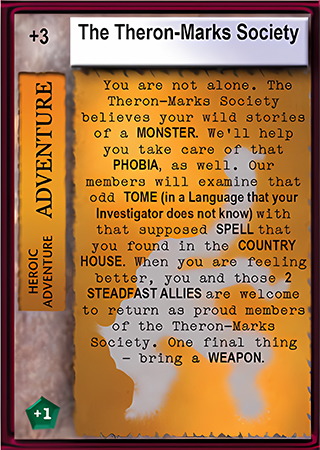 +3
The Theron-Marks Society
HEROIC
ADVENTURE
ADVENTURE
You are not alone. The
Theron-Marks Society
believes your wild stories
of a MONSTER. We'll help
you take care of that
PHOBIA, as well. Our
members will examine that
odd TOME (in a Language that your
Investigator does not know) with
that supposed SPELL that
you found in the COUNTRY
HOUSE. When you are feeling
better, you and those 2
STEADFAST ALLIES are welcome
to return as proud members
of the Theron-Marks
Society. One final thing
– bring a WEAPON.
+1